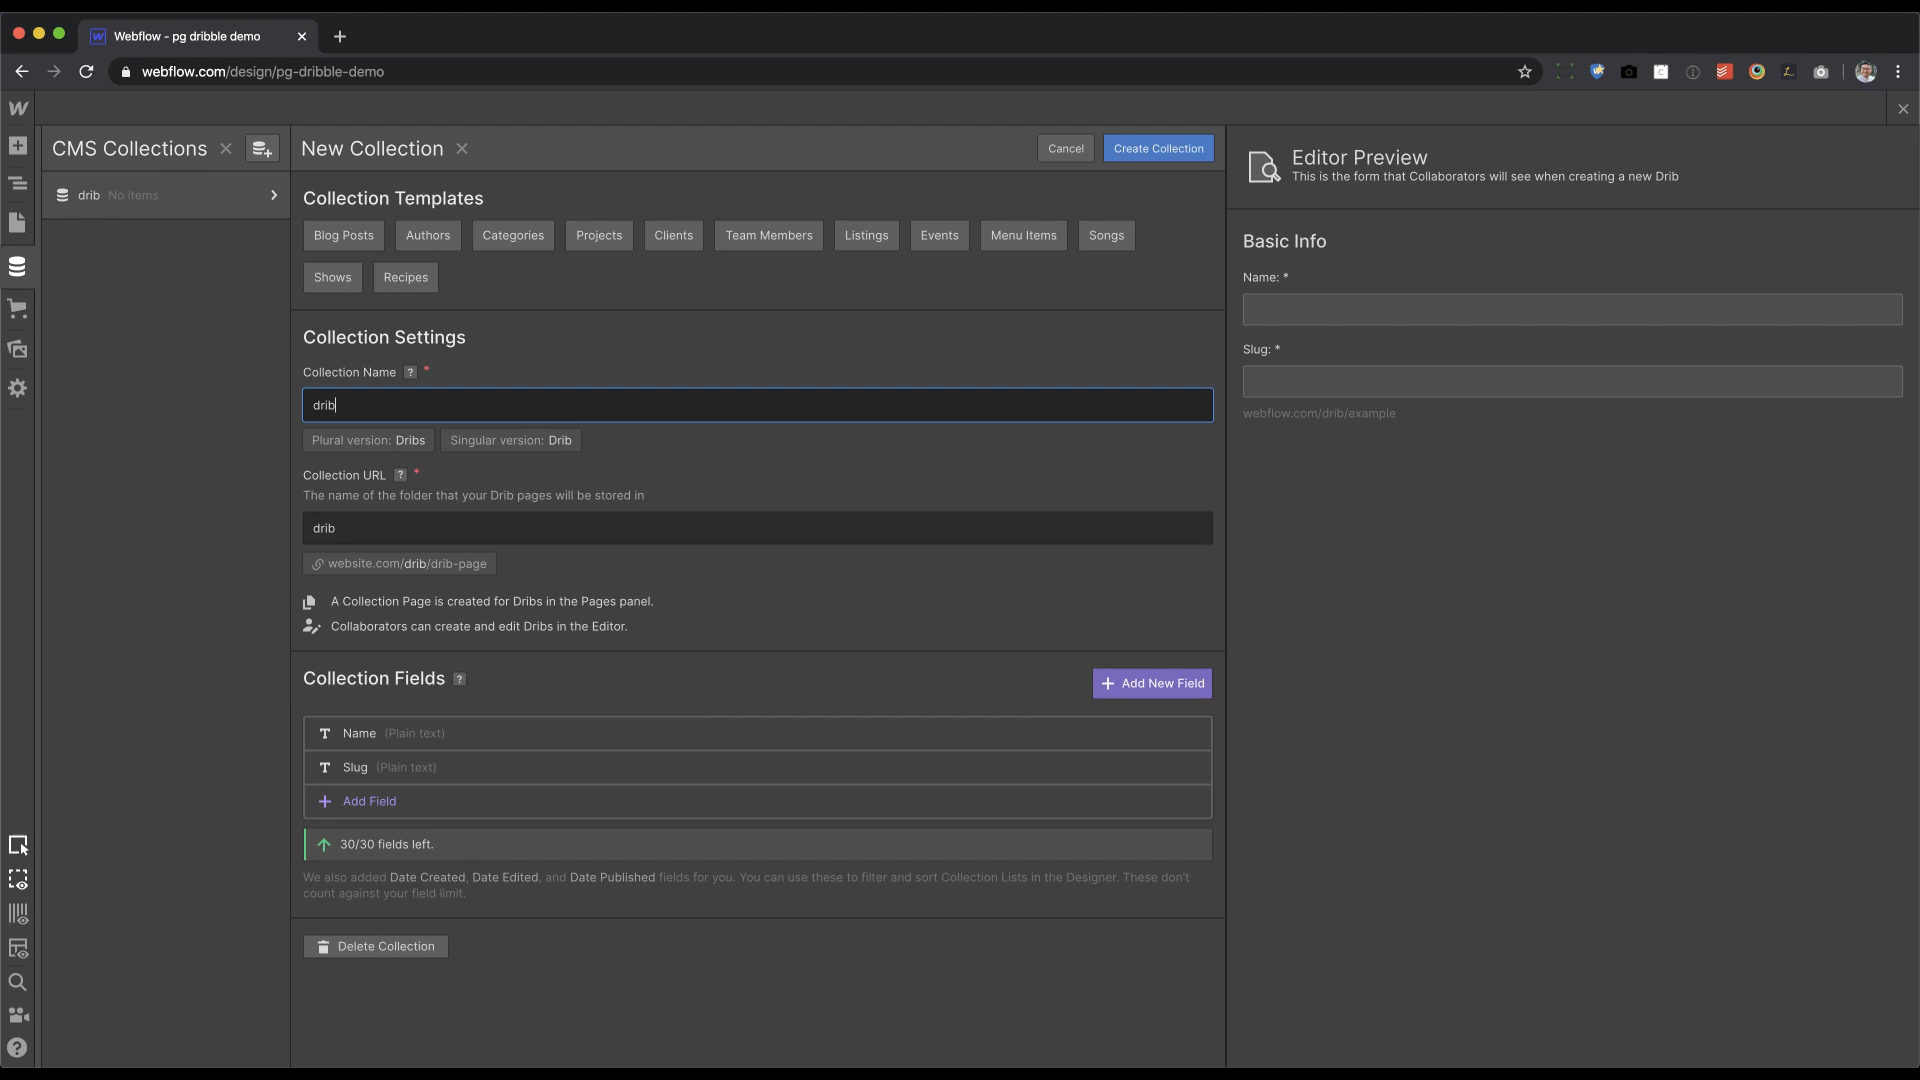 Webflow - pg dribble demo
webflow.com/design/pg-dribble-demo
CMS Collections
drib No items
New Collection
Cancel
Create Collection
Collection Templates
Blog Posts
Authors
Categories
Projects
Clients
Team Members
Listings
Events
Menu Items
Songs
Shows
Recipes
Collection Settings
Collection Name ? *
drib
Plural version: Dribs
Singular version: Drib
Collection URL ? *
The name of the folder that your Drib pages will be stored in
drib
website.com/drib/drib-page
A Collection Page is created for Dribs in the Pages panel.
Collaborators can create and edit Dribs in the Editor.
Collection Fields ?
+ Add New Field
T Name (Plain text)
T Slug (Plain text)
+ Add Field
30/30 fields left.
We also added Date Created, Date Edited, and Date Published fields for you. You can use these to filter and sort Collection Lists in the Designer. These don't
count against your field limit.
Delete Collection
Editor Preview
This is the form that Collaborators will see when creating a new Drib
Basic Info
Name: *
Slug: *
webflow.com/drib/example